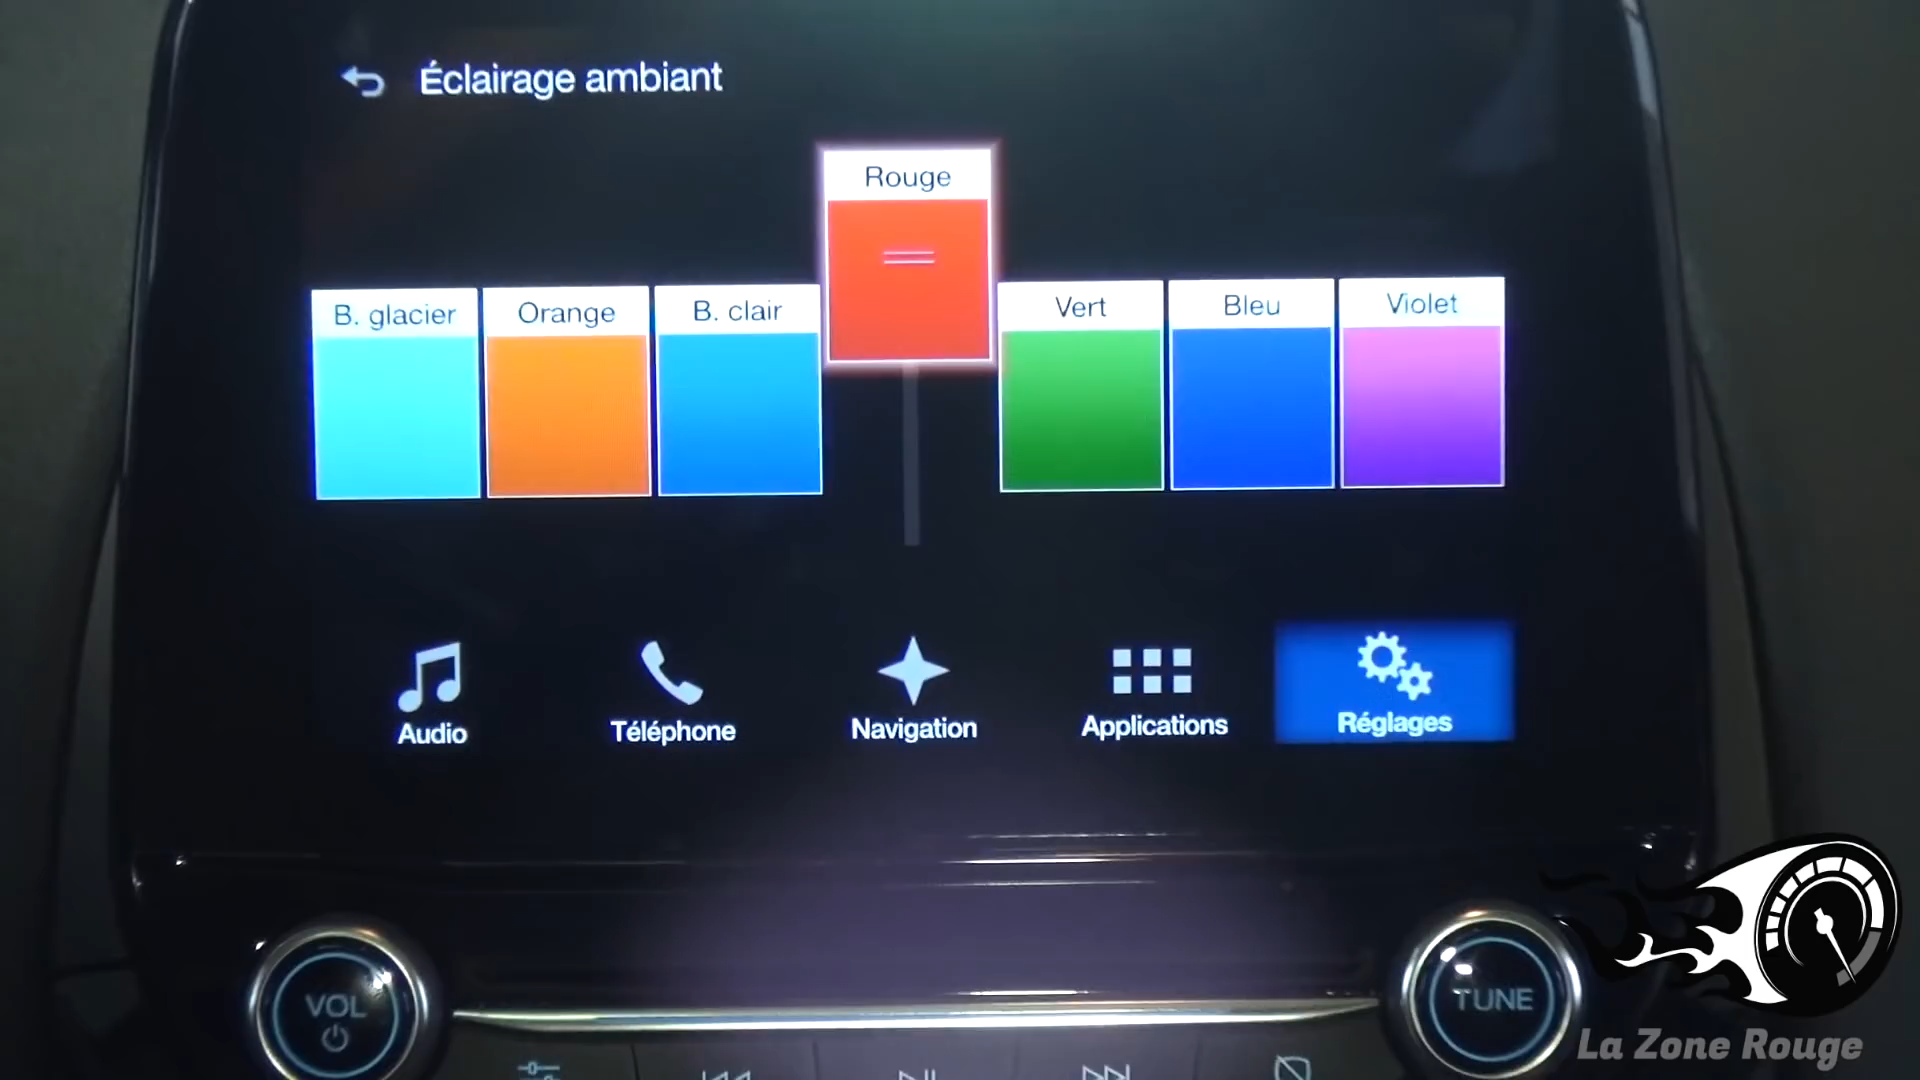 Éclairage ambiant
Rouge
B. glacier
Orange
B. clair
Vert
Bleu
Violet
Audio
Téléphone
Navigation
Applications
Réglages
VOL
TUNE
La Zone Rouge